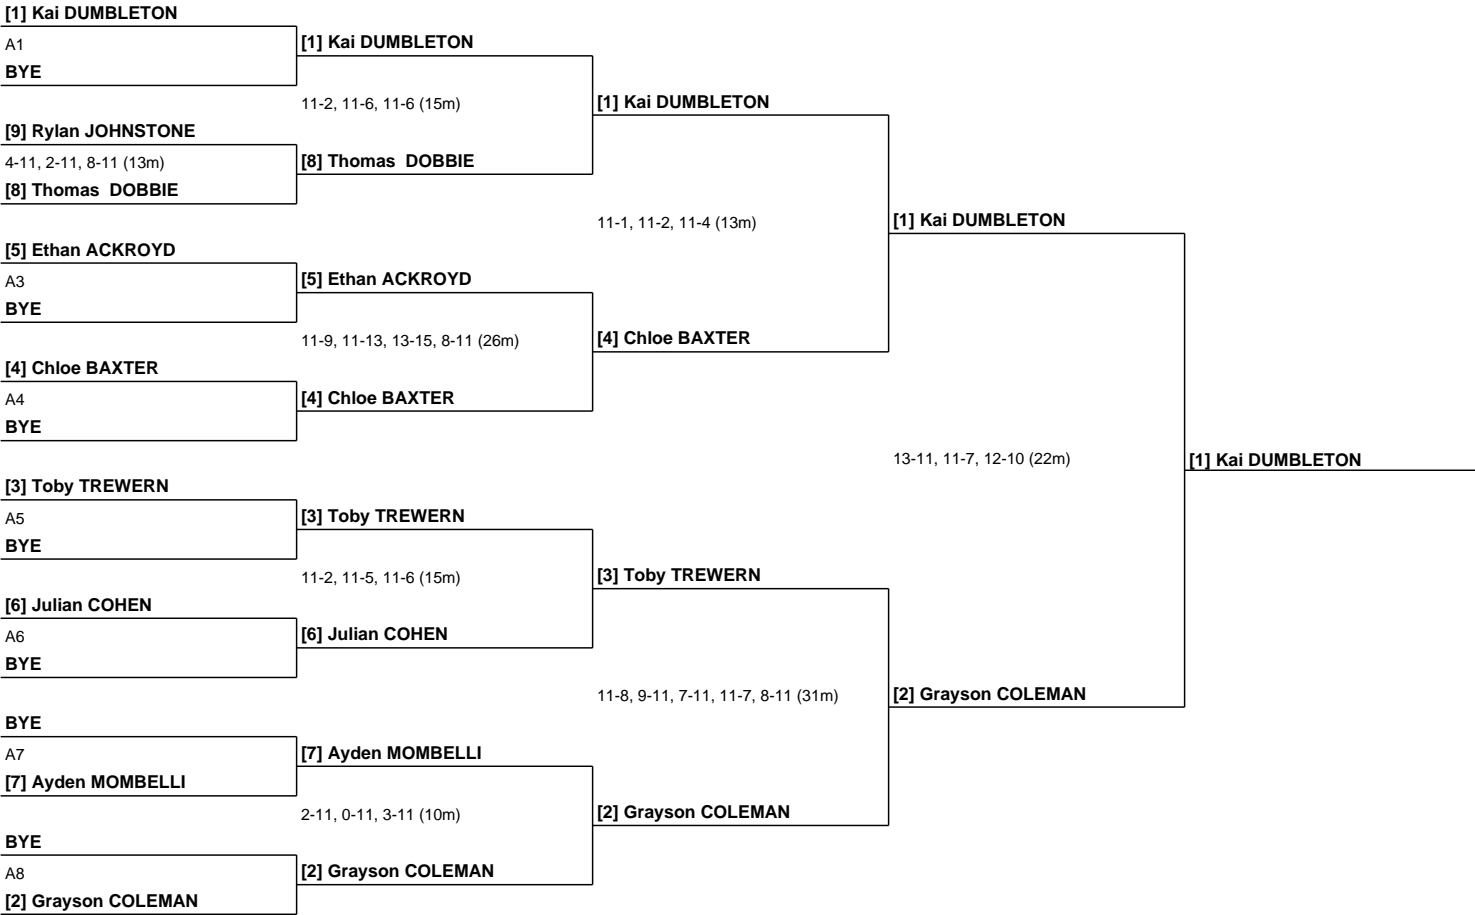 [1] Kai DUMBLETON
A1
BYE
[1] Kai DUMBLETON
11-2, 11-6, 11-6 (15m)
[1] Kai DUMBLETON
[9] Rylan JOHNSTONE
4-11, 2-11, 8-11 (13m)
[8] Thomas  DOBBIE
[8] Thomas  DOBBIE
11-1, 11-2, 11-4 (13m)
[1] Kai DUMBLETON
[5] Ethan ACKROYD
A3
BYE
[5] Ethan ACKROYD
11-9, 11-13, 13-15, 8-11 (26m)
[4] Chloe BAXTER
[4] Chloe BAXTER
A4
BYE
[4] Chloe BAXTER
13-11, 11-7, 12-10 (22m)
[1] Kai DUMBLETON
[3] Toby TREWERN
A5
BYE
[3] Toby TREWERN
11-2, 11-5, 11-6 (15m)
[3] Toby TREWERN
[6] Julian COHEN
A6
BYE
[6] Julian COHEN
11-8, 9-11, 7-11, 11-7, 8-11 (31m)
[2] Grayson COLEMAN
BYE
A7
[7] Ayden MOMBELLI
[7] Ayden MOMBELLI
2-11, 0-11, 3-11 (10m)
[2] Grayson COLEMAN
BYE
A8
[2] Grayson COLEMAN
[2] Grayson COLEMAN